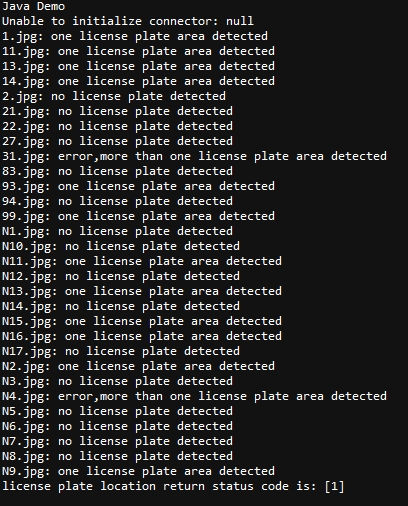 Java Demo
Unable to initialize connector: null
1.jpg: one license plate area detected
11.jpg: one license plate area detected
13.jpg: one license plate area detected
14.jpg: one license plate area detected
2.jpg: no license plate detected
21.jpg: no license plate detected
22.jpg: no license plate detected
27.jpg: no license plate detected
31.jpg: error,more than one license plate area detected
83.jpg: no license plate detected
93.jpg: one license plate area detected
94.jpg: no license plate detected
99.jpg: one license plate area detected
N1.jpg: no license plate detected
N10.jpg: no license plate detected
N11.jpg: one license plate area detected
N12.jpg: no license plate detected
N13.jpg: one license plate area detected
N14.jpg: no license plate detected
N15.jpg: one license plate area detected
N16.jpg: one license plate area detected
N17.jpg: no license plate detected
N2.jpg: one license plate area detected
N3.jpg: no license plate detected
N4.jpg: error,more than one license plate area detected
N5.jpg: no license plate detected
N6.jpg: no license plate detected
N7.jpg: no license plate detected
N8.jpg: no license plate detected
N9.jpg: one license plate area detected
license plate location return status code is: [1]